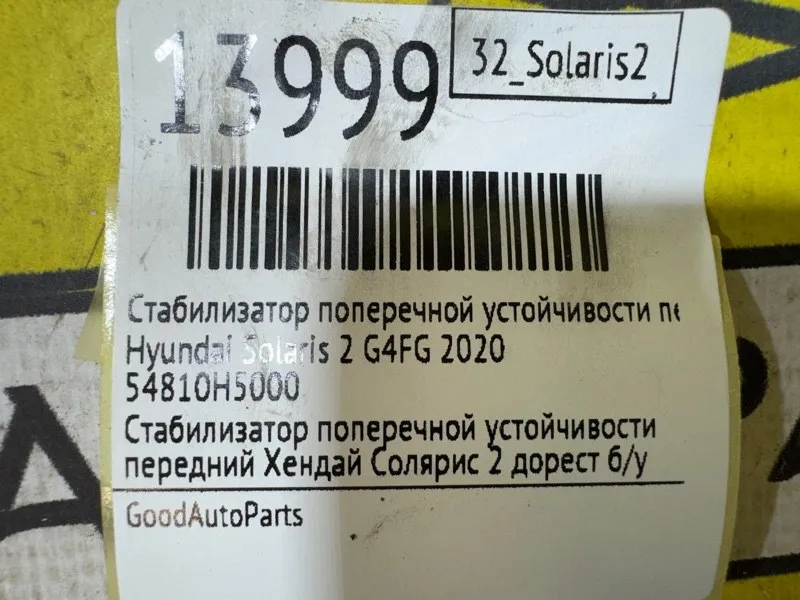 13999
32_Solaris2
Стабилизатор поперечной устойчивости
Hyundai Solaris 2 G4FG 2020
54810H5000
Стабилизатор поперечной устойчивости
передний Хендай Солярис 2 дорест б/у
GoodAutoParts